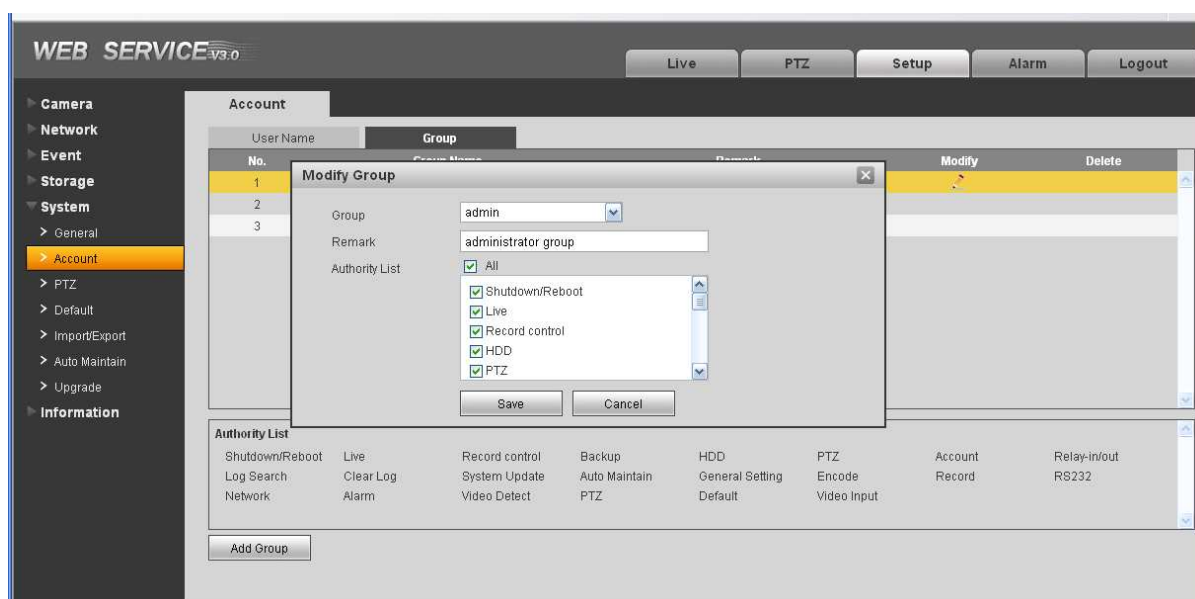 WEB SERVICE V3.0
Live PTZ Setup Alarm Logout
Camera
Network
Event
Storage
System
General
Account
PTZ
Default
Import/Export
Auto Maintain
Upgrade
Information
Account
User Name Group
No. Group Name Remark Modify Delete
1
2
3
Modify Group
Group admin
Remark administrator group
Authority List All
Shutdown/Reboot
Live
Record control
HDD
PTZ
Save Cancel
Authority List
Shutdown/Reboot Live Record control Backup HDD PTZ Account Relay-in/out
Log Search Clear Log System Update Auto Maintain General Setting Encode Record RS232
Network Alarm Video Detect PTZ Default Video Input
Add Group